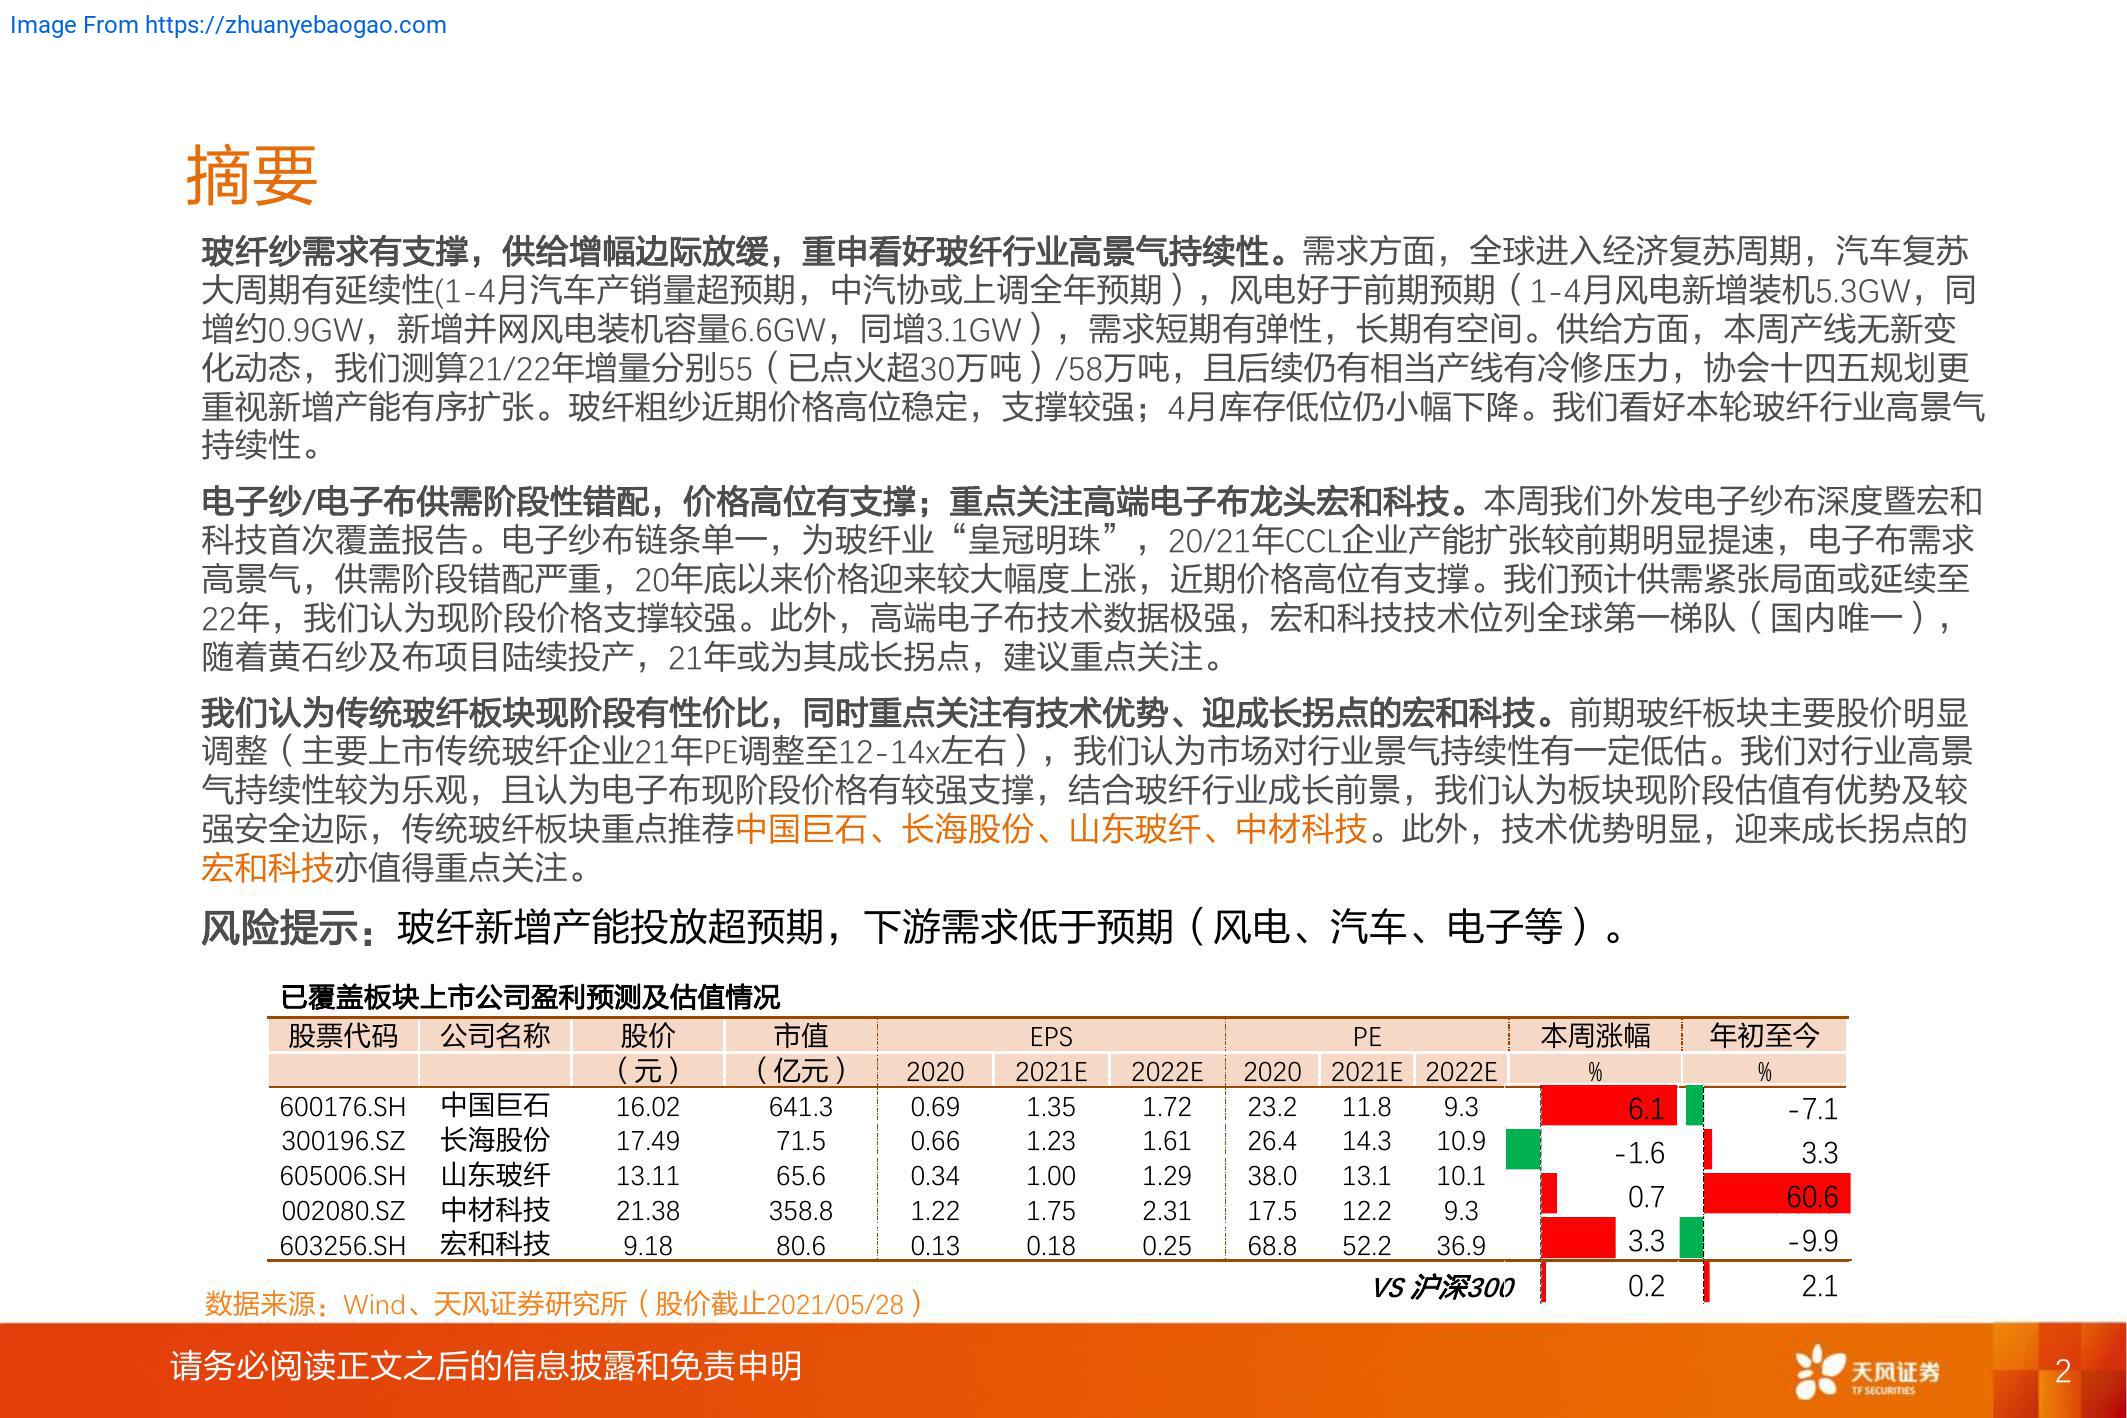 Image From https://zhuanyebaogao.com
摘要
玻纤纱需求有支撑，供给增幅边际放缓，重申看好玻纤行业高景气持续性。需求方面，全球进入经济复苏周期，汽车复苏
大周期有延续性(1-4月汽车产销量超预期，中汽协或上调全年预期），风电好于前期预期（1-4月风电新增装机5.3GW，同
增约0.9GW，新增并网风电装机容量6.6GW，同增3.1GW），需求短期有弹性，长期有空间。供给方面，本周产线无新变
化动态，我们测算21/22年增量分别55（已点火超30万吨）/58万吨，且后续仍有相当产线有冷修压力，协会十四五规划更
重视新增产能有序扩张。玻纤粗纱近期价格高位稳定，支撑较强；4月库存低位仍小幅下降。我们看好本轮玻纤行业高景气
持续性。
电子纱/电子布供需阶段性错配，价格高位有支撑；重点关注高端电子布龙头宏和科技。本周我们外发电子纱布深度暨宏和
科技首次覆盖报告。电子纱布链条单一，为玻纤业“皇冠明珠”，20/21年CCL企业产能扩张较前期明显提速，电子布需求
高景气，供需阶段错配严重，20年底以来价格迎来较大幅度上涨，近期价格高位有支撑。我们预计供需紧张局面或延续至
22年，我们认为现阶段价格支撑较强。此外，高端电子布技术数据极强，宏和科技技术位列全球第一梯队（国内唯一），
随着黄石纱及布项目陆续投产，21年或为其成长拐点，建议重点关注。
我们认为传统玻纤板块现阶段有性价比，同时重点关注有技术优势、迎成长拐点的宏和科技。前期玻纤板块主要股价明显
调整（主要上市传统玻纤企业21年PE调整至12-14x左右），我们认为市场对行业景气持续性有一定低估。我们对行业高景
气持续性较为乐观，且认为电子布现阶段价格有较强支撑，结合玻纤行业成长前景，我们认为板块现阶段估值有优势及较
强安全边际，传统玻纤板块重点推荐中国巨石、长海股份、山东玻纤、中材科技。此外，技术优势明显，迎来成长拐点的
宏和科技亦值得重点关注。
风险提示：玻纤新增产能投放超预期，下游需求低于预期（风电、汽车、电子等）。
已覆盖板块上市公司盈利预测及估值情况
股票代码 公司名称 股价 市值 EPS PE 本周涨幅 年初至今
（元） （亿元） 2020 2021E 2022E 2020 2021E 2022E % %
600176.SH 中国巨石 16.02 641.3 0.69 1.35 1.72 23.2 11.8 9.3 6.1 -7.1
300196.SZ 长海股份 17.49 71.5 0.66 1.23 1.61 26.4 14.3 10.9 -1.6 3.3
605006.SH 山东玻纤 13.11 65.6 0.34 1.00 1.29 38.0 13.1 10.1 0.7 60.6
002080.SZ 中材科技 21.38 358.8 1.22 1.75 2.31 17.5 12.2 9.3 3.3 -9.9
603256.SH 宏和科技 9.18 80.6 0.13 0.18 0.25 68.8 52.2 36.9
VS 沪深300 0.2 2.1
数据来源：Wind、天风证券研究所（股价截止2021/05/28）
请务必阅读正文之后的信息披露和免责申明
天风证券
TF SECURITIES
2